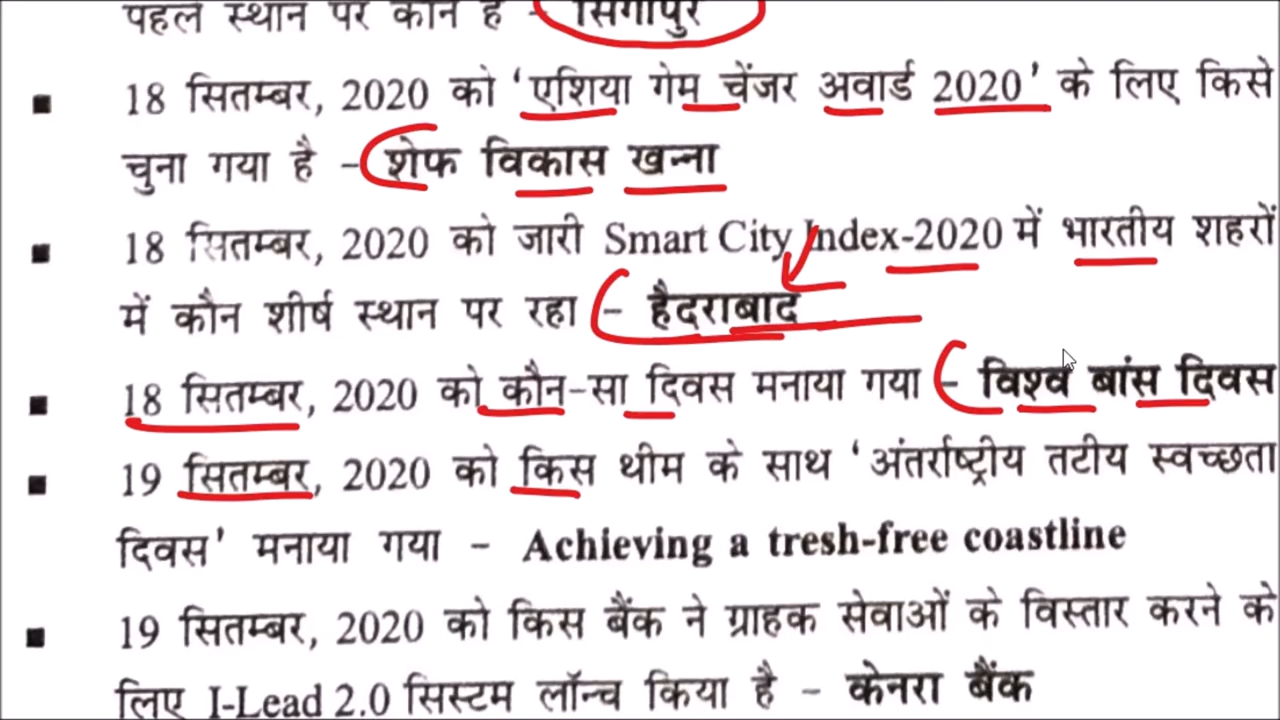 पहले स्थान पर कौन है - सिंगापुर
■ 18 सितम्बर, 2020 को ‘एशिया गेम चेंजर अवार्ड 2020’ के लिए किसे
चुना गया है - शेफ विकास खन्ना
■ 18 सितम्बर, 2020 को जारी Smart City Index-2020 में भारतीय शहरों
में कौन शीर्ष स्थान पर रहा - हैदराबाद
■ 18 सितम्बर, 2020 को कौन-सा दिवस मनाया गया - विश्व बांस दिवस
■ 19 सितम्बर, 2020 को किस थीम के साथ ‘अंतर्राष्ट्रीय तटीय स्वच्छता
दिवस’ मनाया गया - Achieving a tresh-free coastline
■ 19 सितम्बर, 2020 को किस बैंक ने ग्राहक सेवाओं के विस्तार करने के
लिए I-Lead 2.0 सिस्टम लॉन्च किया है - केनरा बैंक